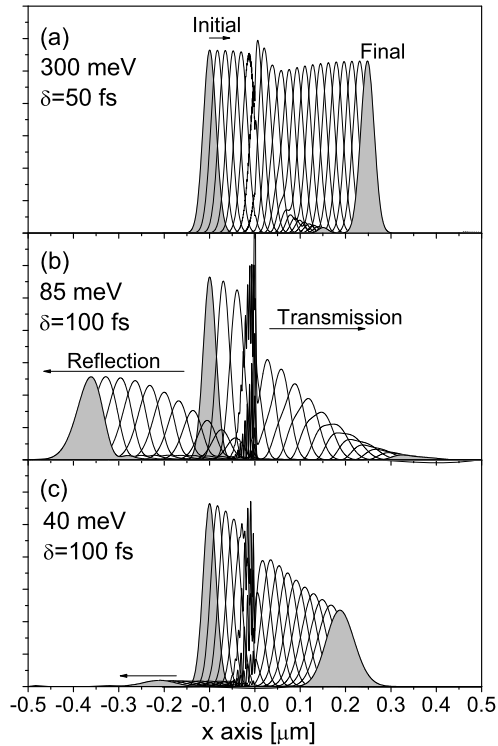 (a)
300 meV
δ=50 fs
Initial
Final
(b)
85 meV
δ=100 fs
Reflection
Transmission
(c)
40 meV
δ=100 fs
-0.5 -0.4 -0.3 -0.2 -0.1 0.0 0.1 0.2 0.3 0.4 0.5
x axis [μm]